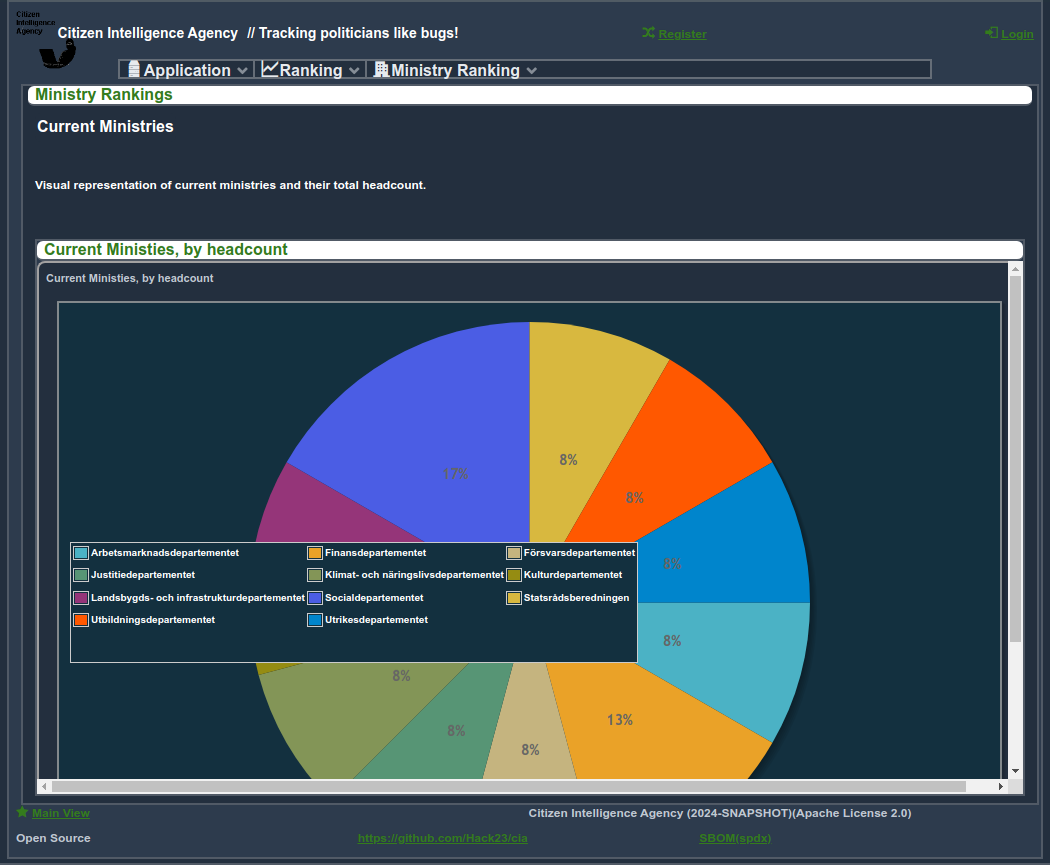 Citizen
Intelligence
Agency
Citizen Intelligence Agency // Tracking politicians like bugs!
Register
Login
Application
Ranking
Ministry Ranking
Ministry Rankings
Current Ministries
Visual representation of current ministries and their total headcount.
Current Ministies, by headcount
Current Ministies, by headcount
17%
8%
8%
8%
8%
13%
8%
8%
8%
Arbetsmarknadsdepartementet
Finansdepartementet
Försvarsdepartementet
Justitiedepartementet
Klimat- och näringslivsdepartementet
Kulturdepartementet
Landsbygds- och infrastrukturdepartementet
Socialdepartementet
Statsrådsberedningen
Utbildningsdepartementet
Utrikesdepartementet
Main View
Citizen Intelligence Agency (2024-SNAPSHOT)(Apache License 2.0)
Open Source
https://github.com/Hack23/cia
SBOM(spdx)